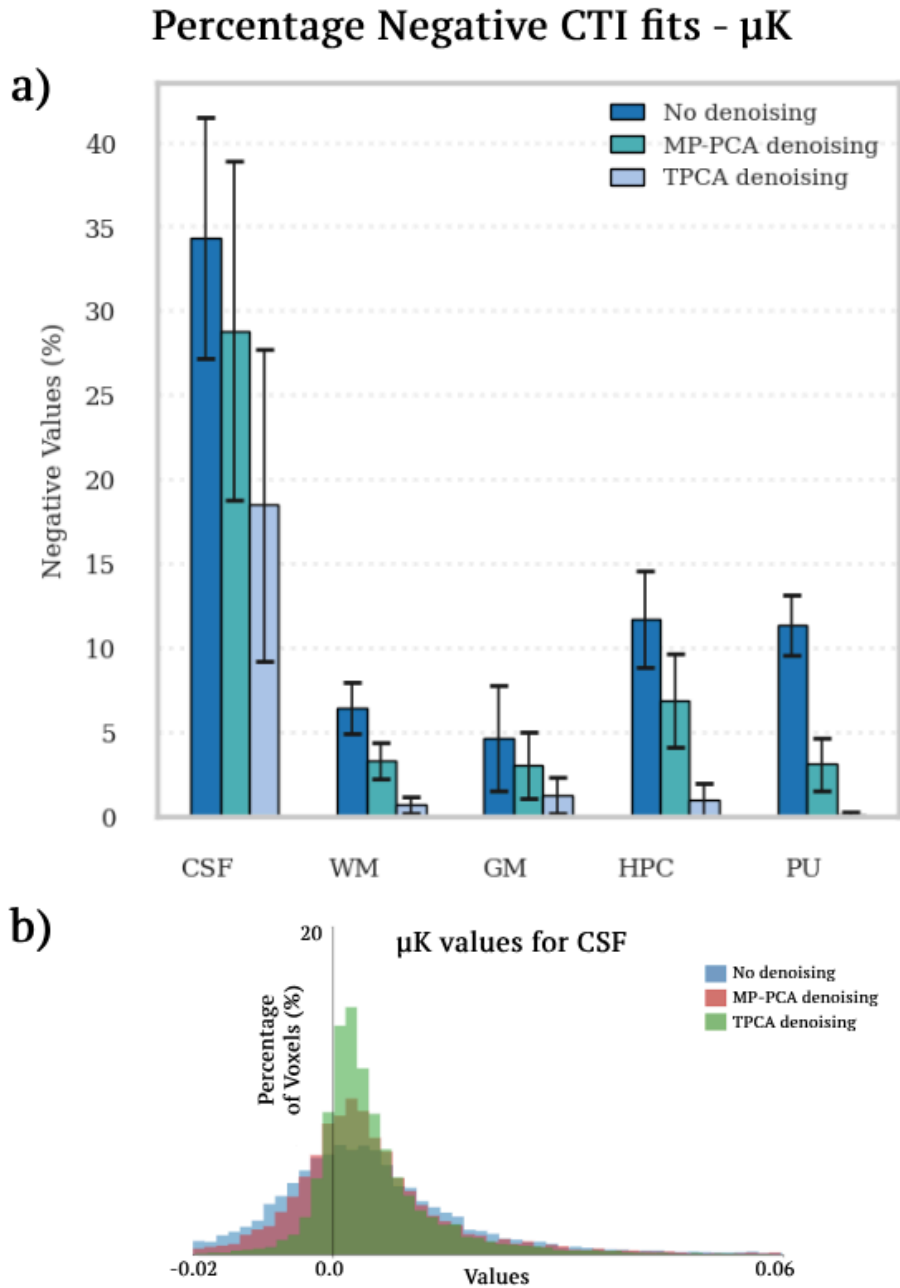 Percentage Negative CTI fits - μK
a)
No denoising
MP-PCA denoising
TPCA denoising
Negative Values (%)
40
35
30
25
20
15
10
5
0
CSF WM GM HPC PU
b)
20
μK values for CSF
Percentage
of Voxels (%)
No denoising
MP-PCA denoising
TPCA denoising
-0.02 0.0 0.06
Values